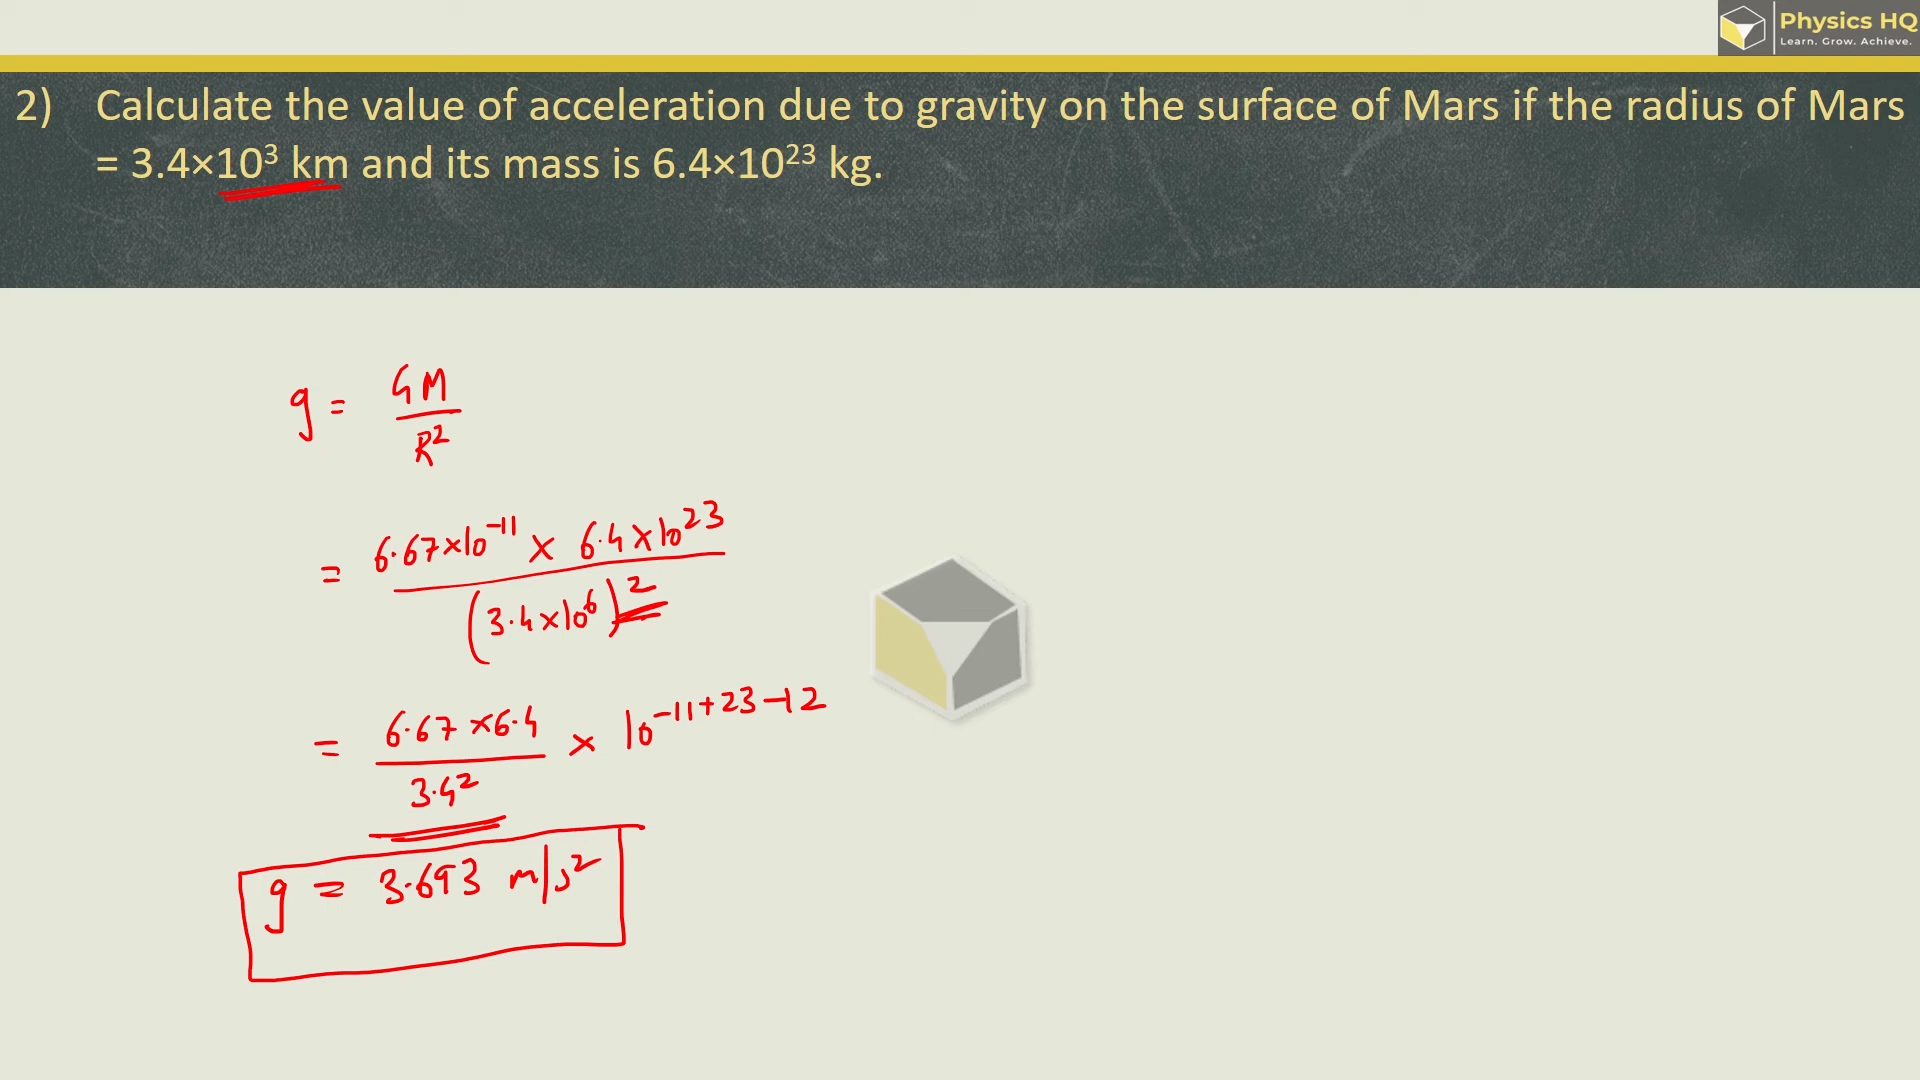 Physics HQ
Learn. Grow. Achieve.
2) Calculate the value of acceleration due to gravity on the surface of Mars if the radius of Mars
= 3.4×10³ km and its mass is 6.4×10²³ kg.
g = GM
R²
= 6.67×10⁻¹¹ × 6.4×10²³
(3.4×10⁶)²
= 6.67×6.4 × 10⁻¹¹⁺²³⁻¹²
3.4²
g = 3.693 m/s²